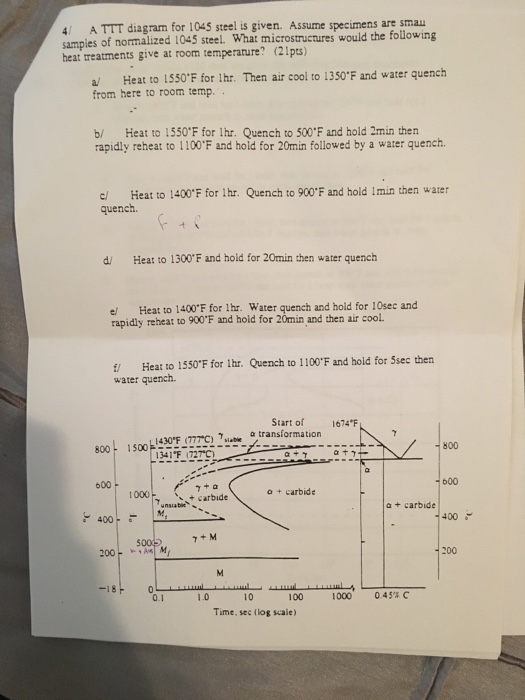 4/ A TTT diagram for 1045 steel is given. Assume specimens are small
samples of normalized 1045 steel. What microstructures would the following
heat treatments give at room temperature? (21pts)
a/ Heat to 1550°F for 1hr. Then air cool to 1350°F and water quench
from here to room temp. .
b/ Heat to 1550°F for 1hr. Quench to 500°F and hold 2min then
rapidly reheat to 1100°F and hold for 20min followed by a water quench.
c/ Heat to 1400°F for 1hr. Quench to 900°F and hold 1min then water
quench.
F + P
d/ Heat to 1300°F and hold for 20min then water quench
e/ Heat to 1400°F for 1hr. Water quench and hold for 10sec and
rapidly reheat to 900°F and hold for 20min and then air cool.
f/ Heat to 1550°F for 1hr. Quench to 1100°F and hold for 5sec then
water quench.
Start of
α transformation
1674°F
1430°F (777°C) γ stable
γ
800 1500 800
1341°F (727°C) α + γ α + γ
α
600 γ + α 600
1000 + carbide α + carbide
γ unstable α + carbide
Ms
400 400
°C °F °C
γ + M
500
200 Mf 200
M
-18 0
0.1 1.0 10 100 1000 0.45% C
Time, sec (log scale)